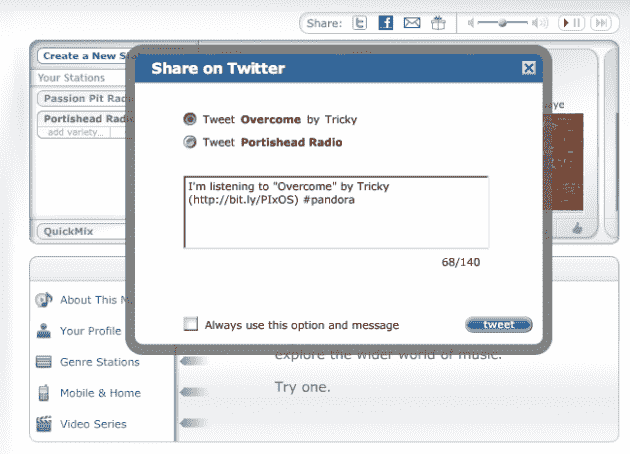 Share:
Create a New Sta
Share on Twitter
Your Stations
Passion Pit Radi
Portishead Radi
add variety...
Tweet Overcome by Tricky
Tweet Portishead Radio
aye
I'm listening to "Overcome" by Tricky
(http://bit.ly/PIxOS) #pandora
68/140
QuickMix
Always use this option and message
tweet
About This M
Your Profile
Genre Stations
Mobile & Home
Video Series
explore the wider world of music.
Try one.